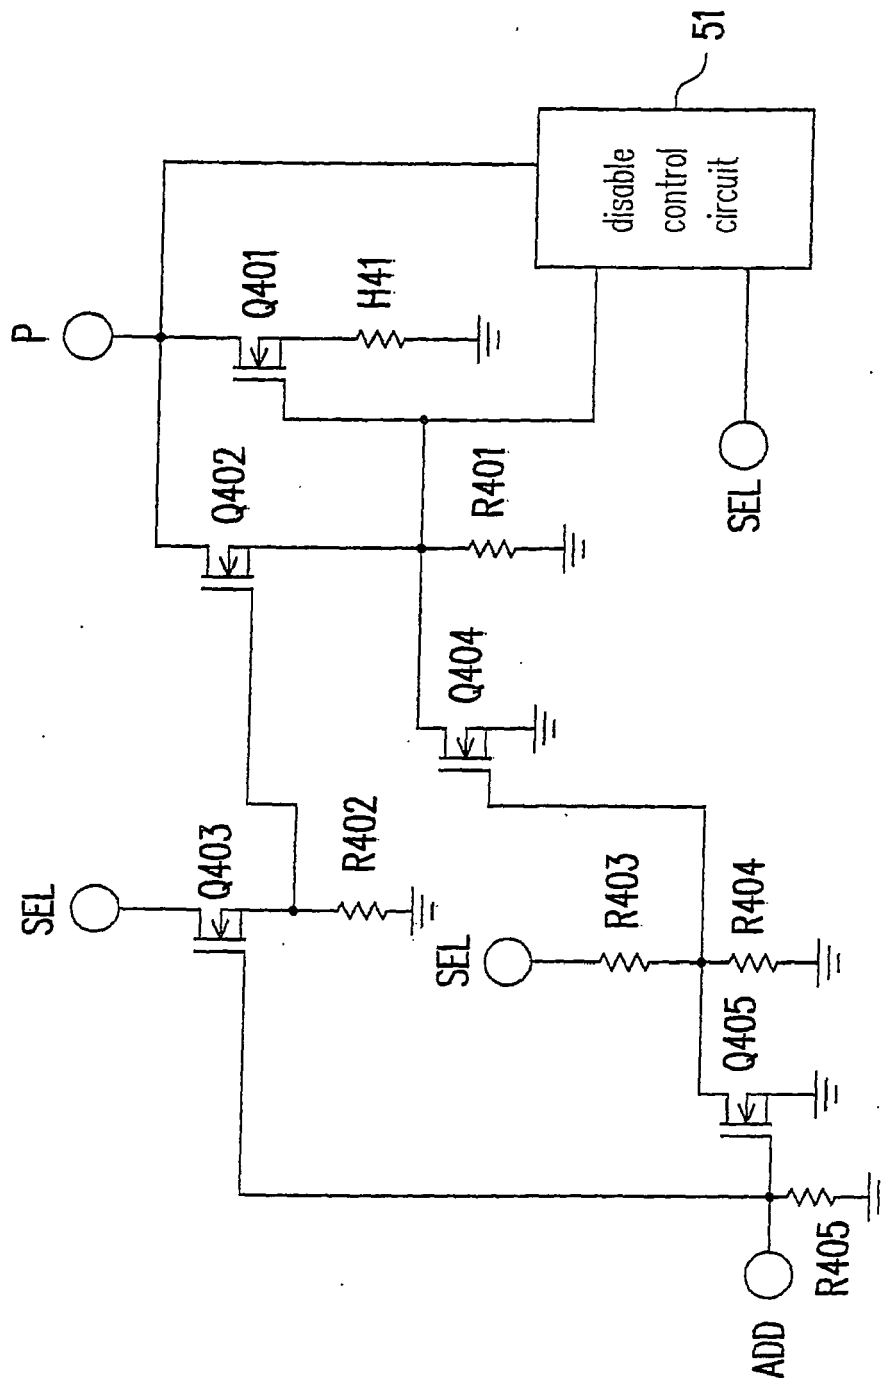 P
Q401
H41
51
disable
control
circuit
Q402
R401
SEL
Q404
SEL
Q403
R402
SEL
R403
R404
Q405
ADD
R405